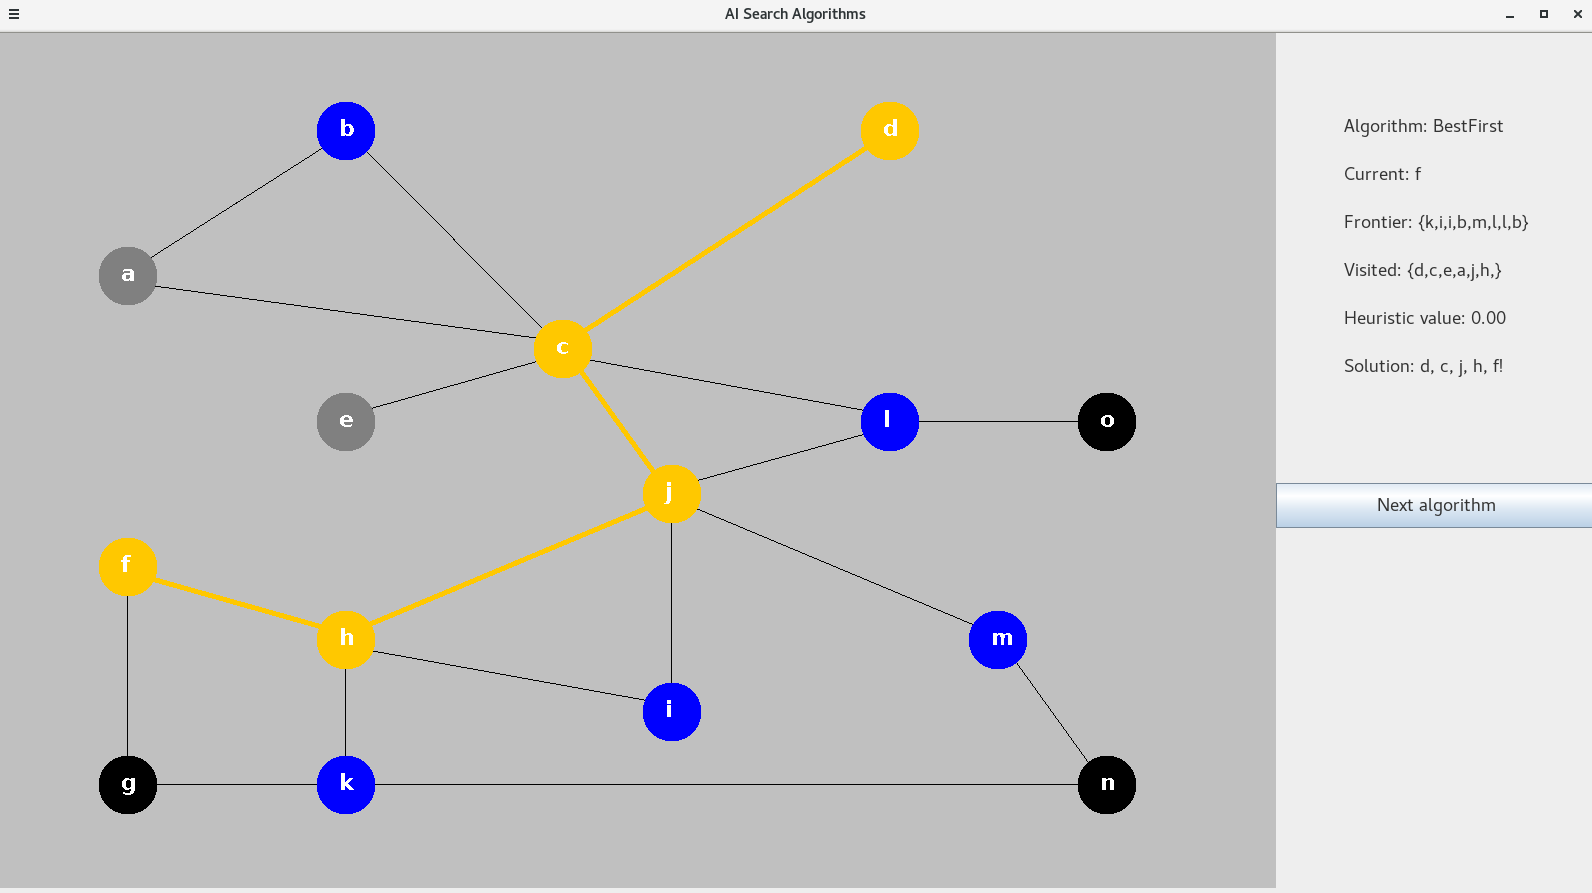 AI Search Algorithms
b
d
Algorithm: BestFirst
Current: f
Frontier: {k,i,i,b,m,l,l,b}
a
Visited: {d,c,e,a,j,h,}
Heuristic value: 0.00
c
Solution: d, c, j, h, f!
e
l
o
j
Next algorithm
f
h
m
i
g
k
n